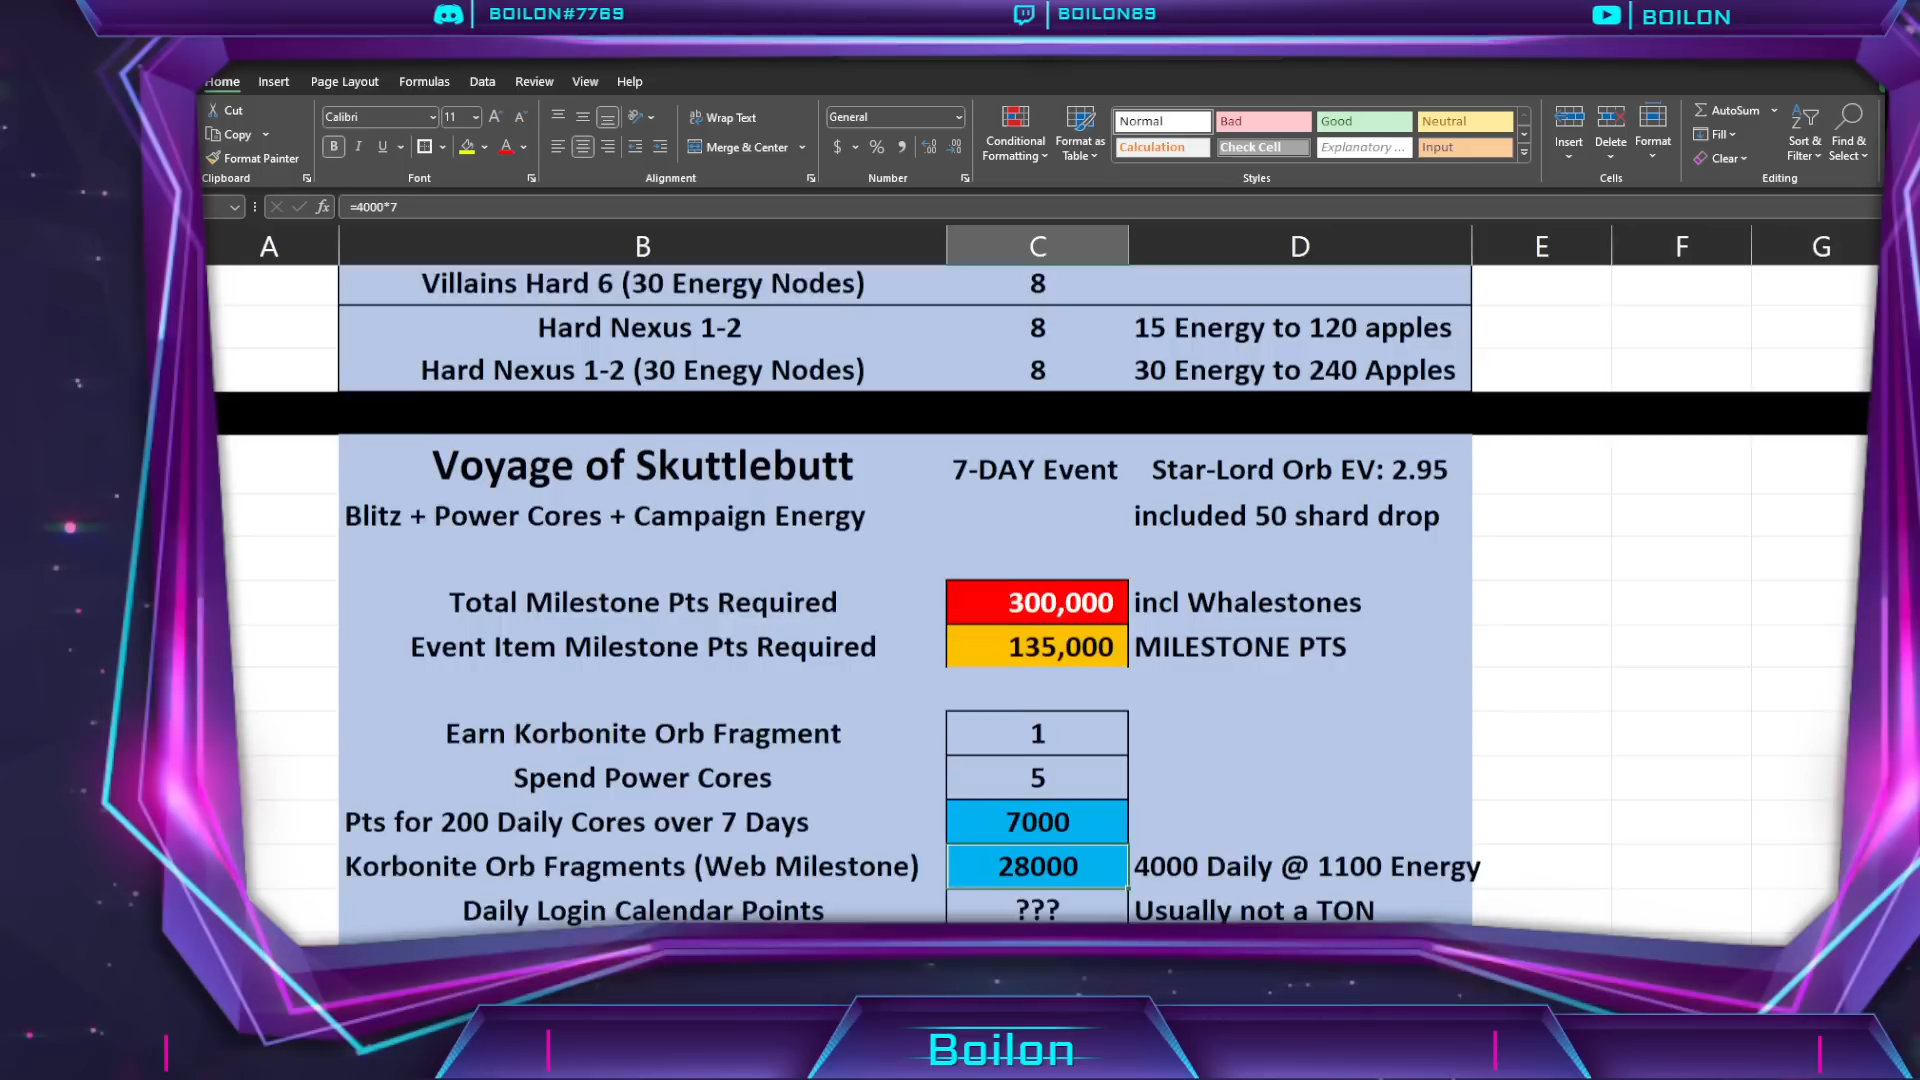 BOILON#7769
BOILON89
BOILON
Home Insert Page Layout Formulas Data Review View Help
Cut
Copy
Format Painter
Clipboard
Calibri 11
B I U
Font
Wrap Text
Merge & Center
Alignment
General
$ %
Number
Conditional Formatting
Format as Table
Normal Bad Good Neutral
Calculation Check Cell Explanatory ... Input
Styles
Insert Delete Format
Cells
AutoSum
Fill
Clear
Sort & Filter
Find & Select
Editing
fx =4000*7
A B C D E F G
Villains Hard 6 (30 Energy Nodes) 8
Hard Nexus 1-2 8 15 Energy to 120 apples
Hard Nexus 1-2 (30 Enegy Nodes) 8 30 Energy to 240 Apples
Voyage of Skuttlebutt 7-DAY Event Star-Lord Orb EV: 2.95
Blitz + Power Cores + Campaign Energy included 50 shard drop
Total Milestone Pts Required 300,000 incl Whalestones
Event Item Milestone Pts Required 135,000 MILESTONE PTS
Earn Korbonite Orb Fragment 1
Spend Power Cores 5
Pts for 200 Daily Cores over 7 Days 7000
Korbonite Orb Fragments (Web Milestone) 28000 4000 Daily @ 1100 Energy
Daily Login Calendar Points ??? Usually not a TON
Boilon